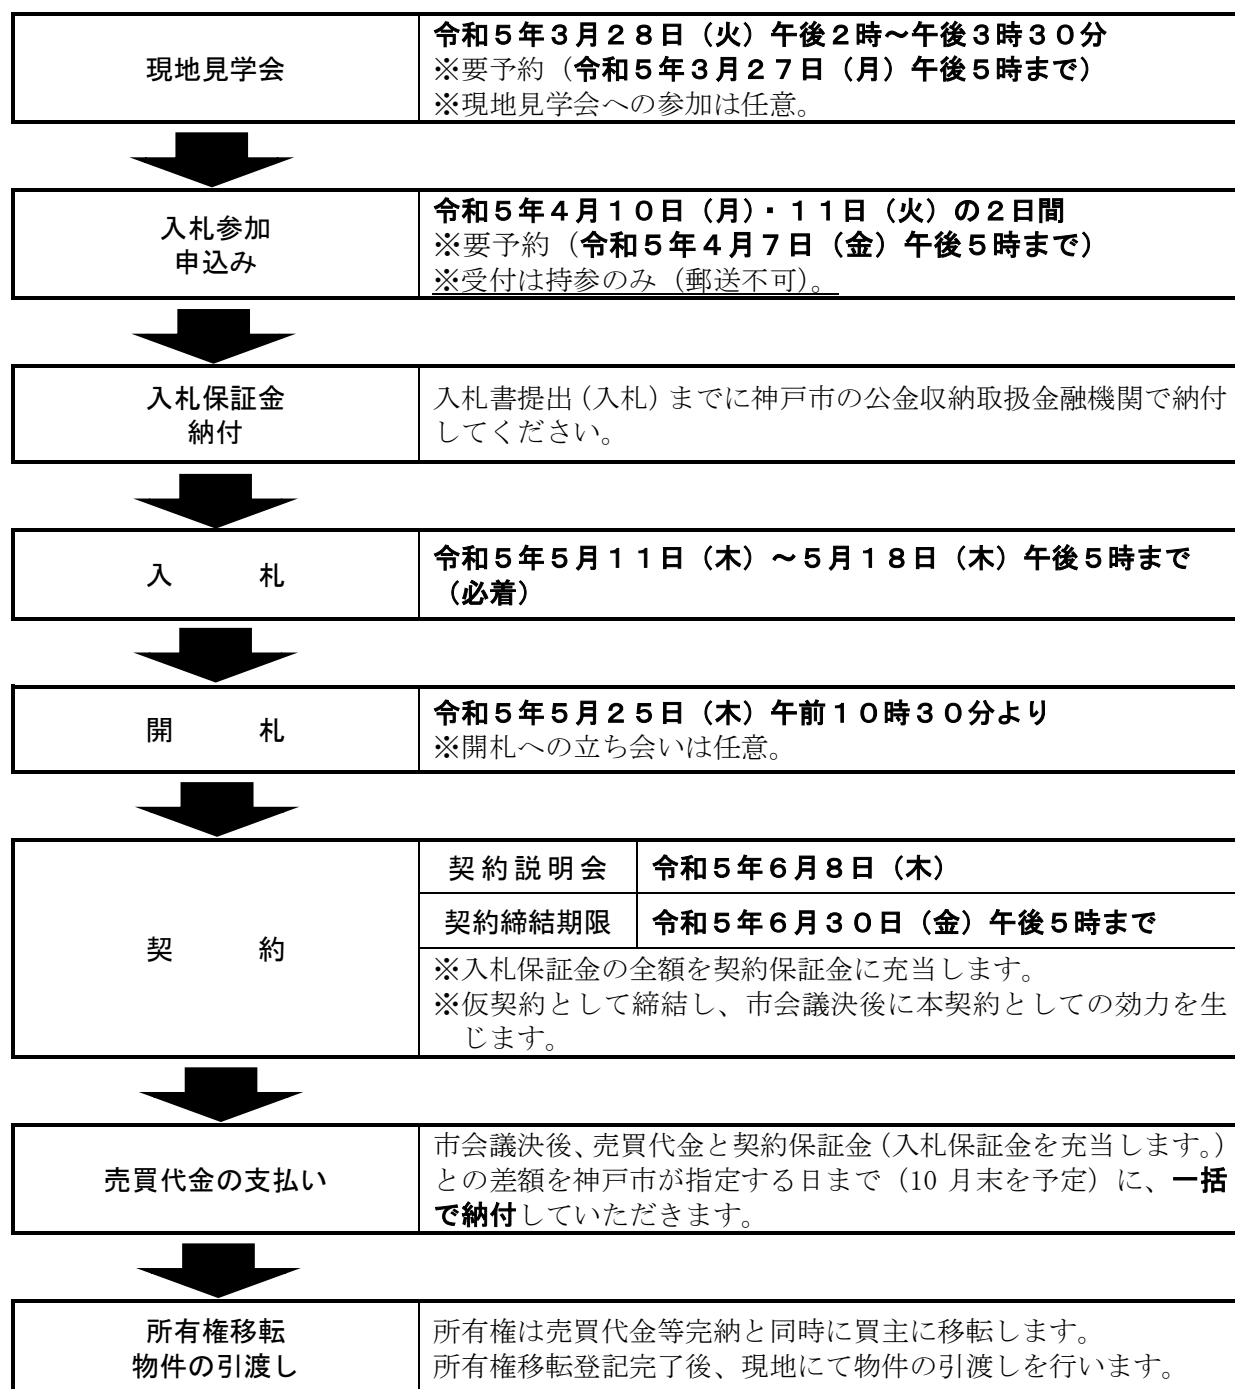 現地見学会
令和５年３月２８日（火）午後２時～午後３時３０分
※要予約（令和５年３月２７日（月）午後５時まで）
※現地見学会への参加は任意。
入札参加
申込み
令和５年４月１０日（月）・１１日（火）の２日間
※要予約（令和５年４月７日（金）午後５時まで）
※受付は持参のみ（郵送不可）。
入札保証金
納付
入札書提出（入札）までに神戸市の公金収納取扱金融機関で納付
してください。
入　　札
令和５年５月１１日（木）～５月１８日（木）午後５時まで
（必着）
開　　札
令和５年５月２５日（木）午前１０時３０分より
※開札への立ち会いは任意。
契　　約
契約説明会
令和５年６月８日（木）
契約締結期限
令和５年６月３０日（金）午後５時まで
※入札保証金の全額を契約保証金に充当します。
※仮契約として締結し、市会議決後に本契約としての効力を生
じます。
売買代金の支払い
市会議決後、売買代金と契約保証金（入札保証金を充当します。）
との差額を神戸市が指定する日まで（10 月末を予定）に、一括
で納付していただきます。
所有権移転
物件の引渡し
所有権は売買代金等完納と同時に買主に移転します。
所有権移転登記完了後、現地にて物件の引渡しを行います。